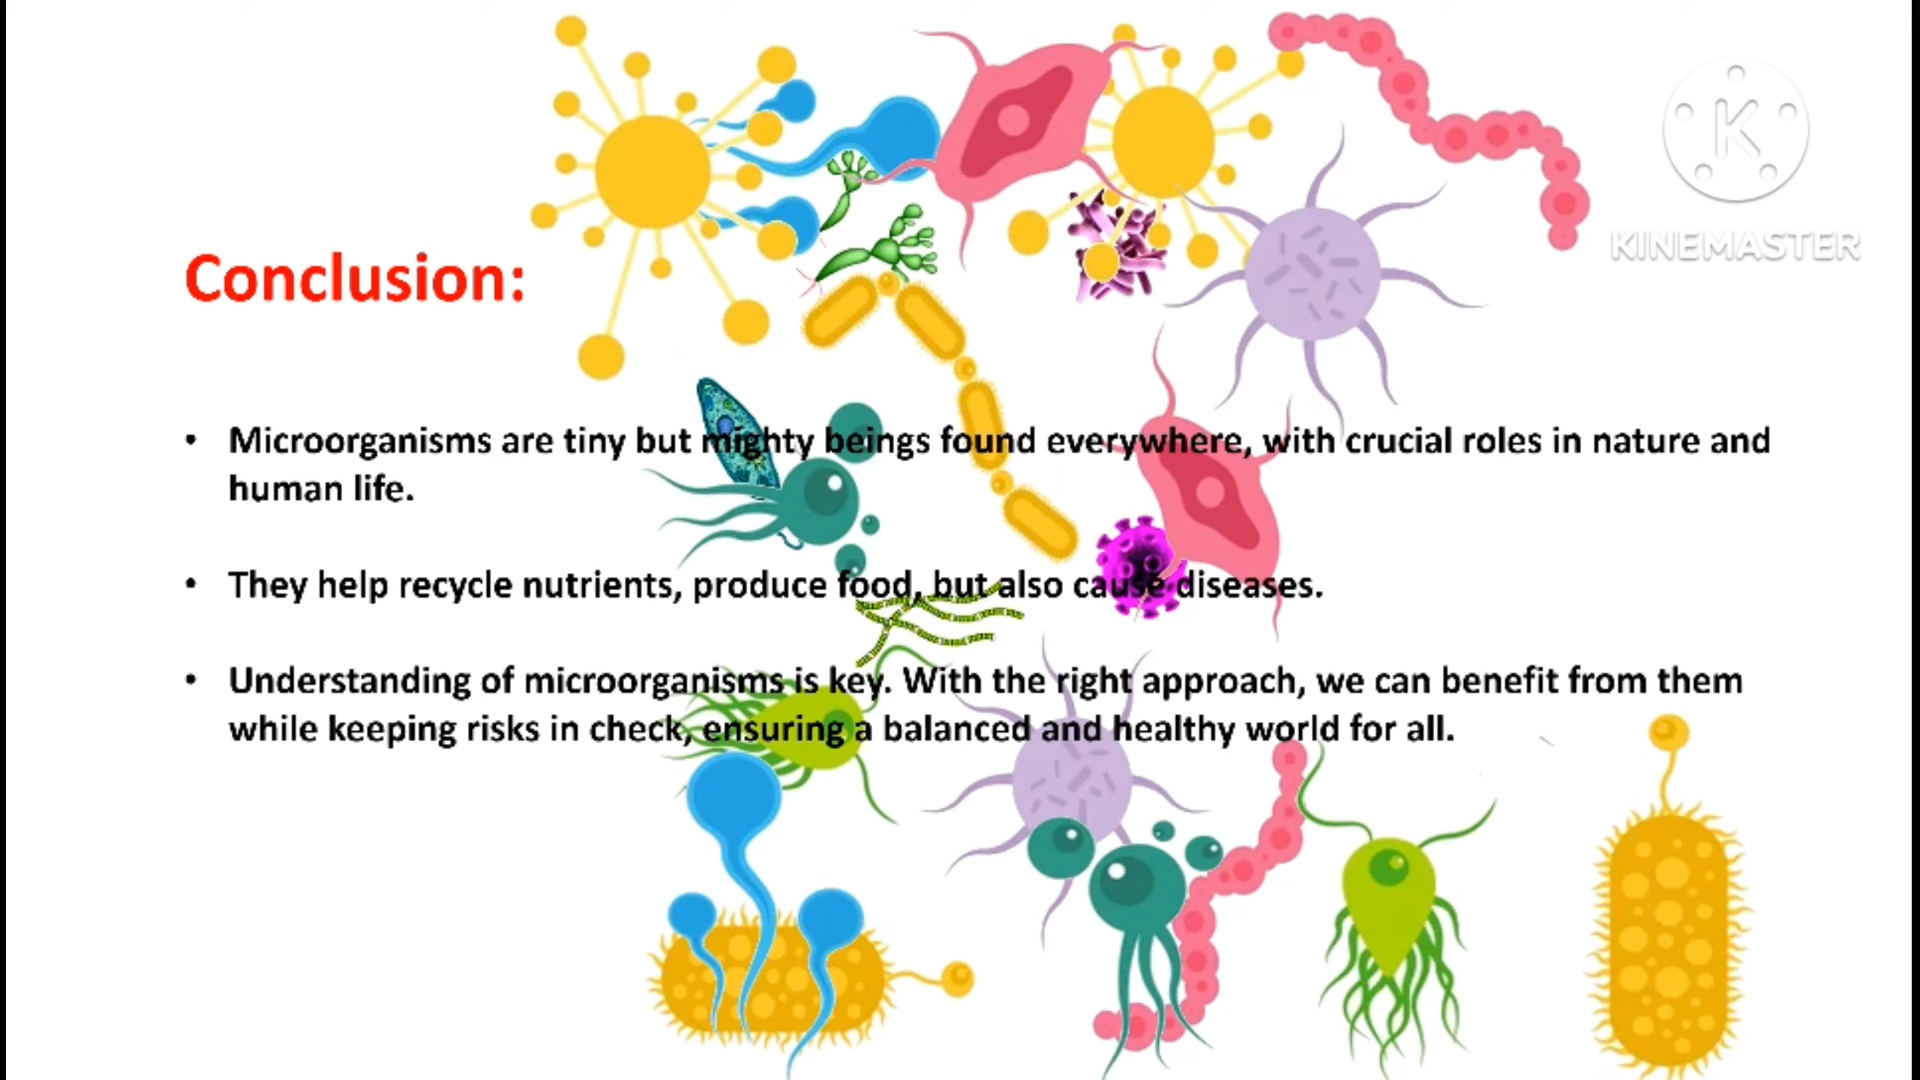 K
KINEMASTER
Conclusion:
• Microorganisms are tiny but mighty beings found everywhere, with crucial roles in nature and
human life.
• They help recycle nutrients, produce food, but also cause diseases.
• Understanding of microorganisms is key. With the right approach, we can benefit from them
while keeping risks in check, ensuring a balanced and healthy world for all.